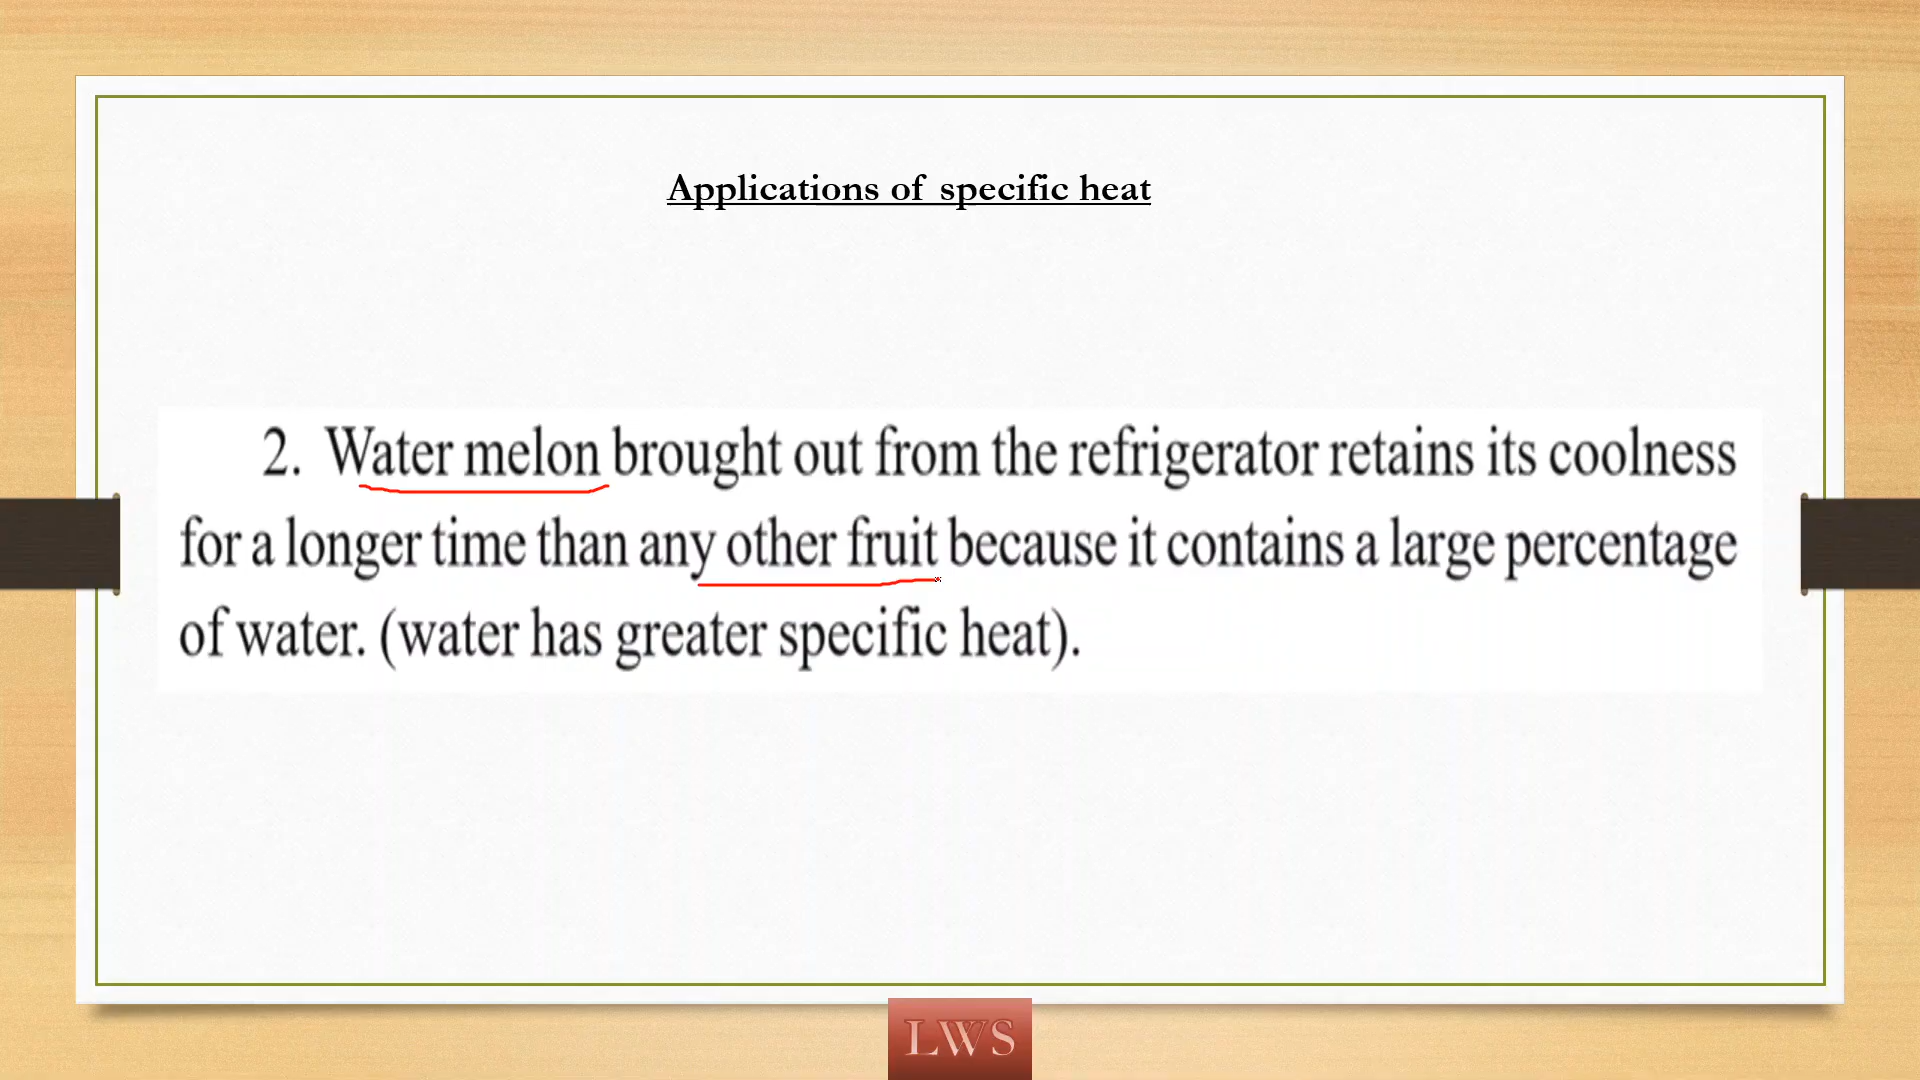 Applications of specific heat
2. Water melon brought out from the refrigerator retains its coolness
for a longer time than any other fruit because it contains a large percentage
of water. (water has greater specific heat).
LWS